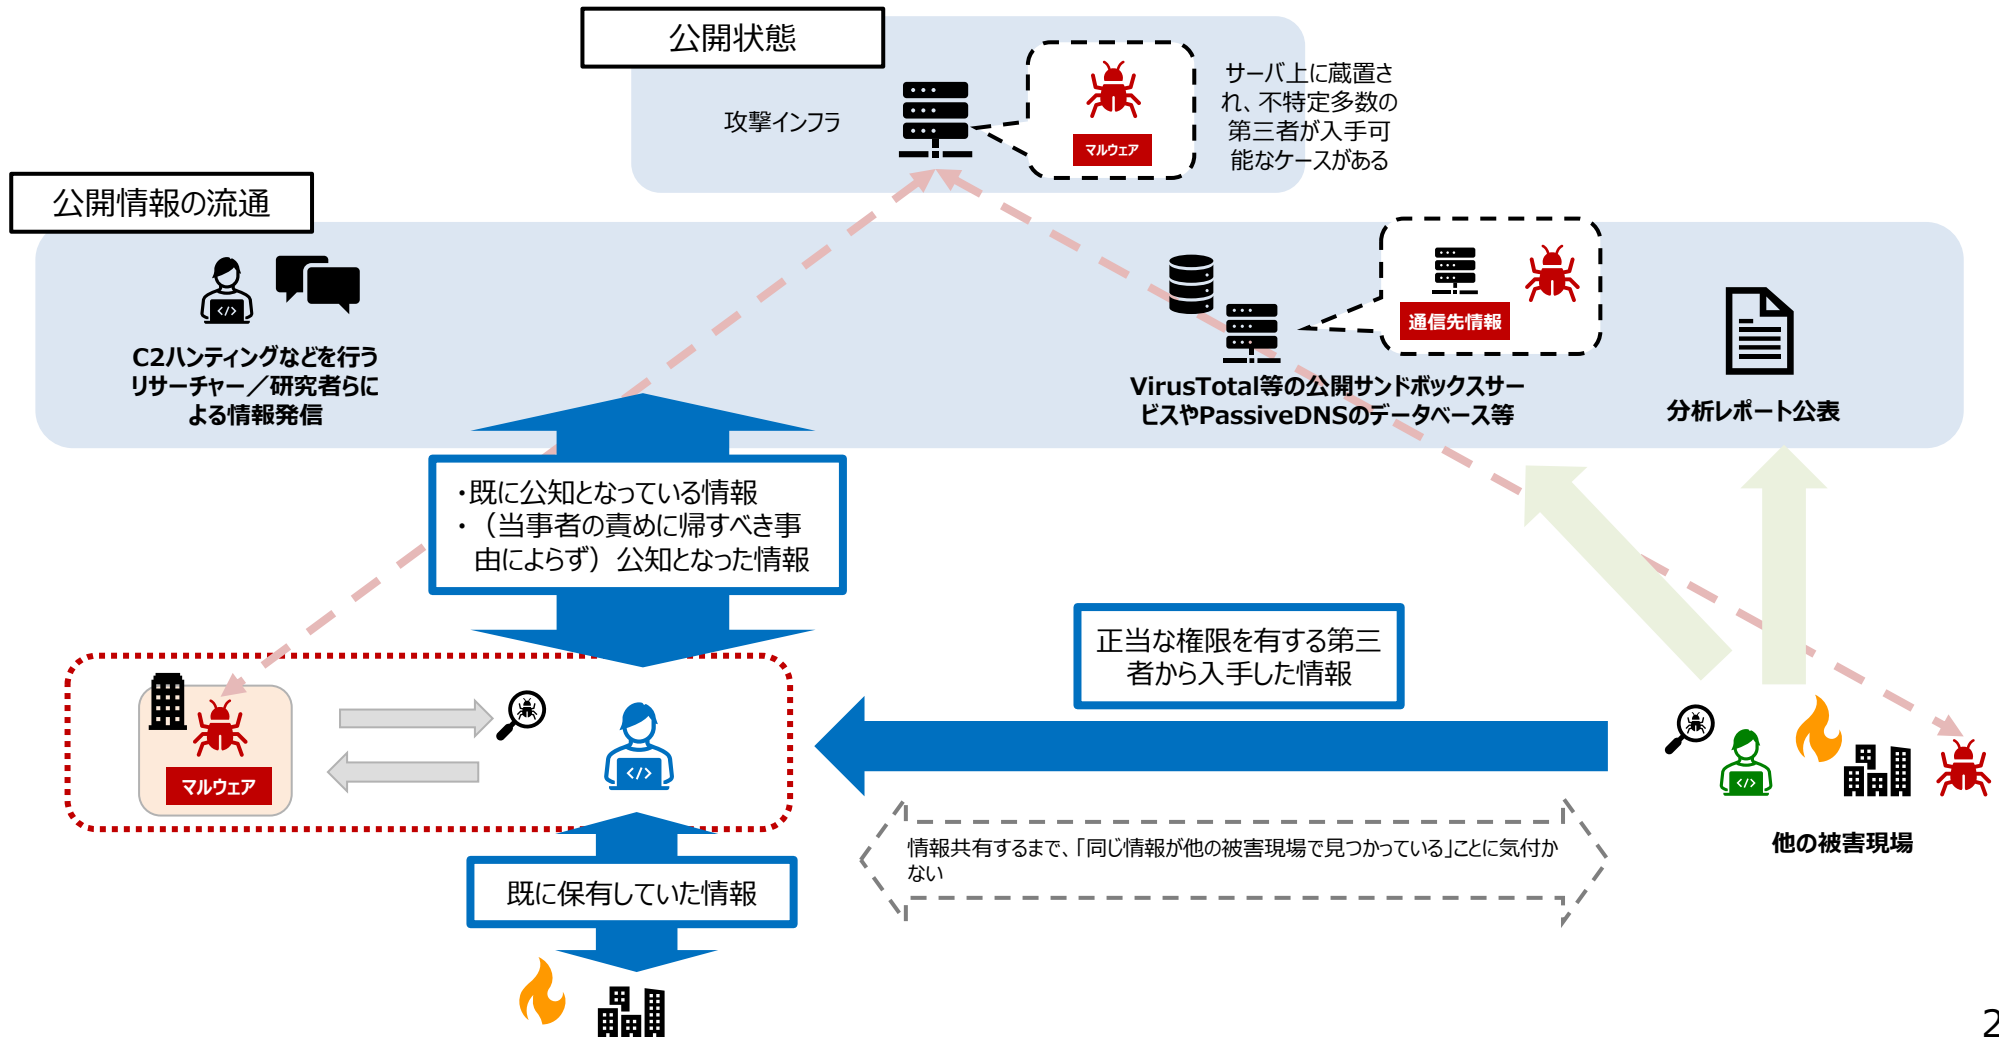 公開状態
攻撃インフラ
マルウェア
サーバ上に蔵置さ
れ、不特定多数の
第三者が入手可
能なケースがある
公開情報の流通
C2ハンティングなどを行う
リサーチャー／研究者らに
よる情報発信
通信先情報
VirusTotal等の公開サンドボックスサー
ビスやPassiveDNSのデータベース等
分析レポート公表
・既に公知となっている情報
・（当事者の責めに帰すべき事
由によらず）公知となった情報
正当な権限を有する第三
者から入手した情報
マルウェア
情報共有するまで、「同じ情報が他の被害現場で見つかっている」ことに気付か
ない
他の被害現場
既に保有していた情報
2